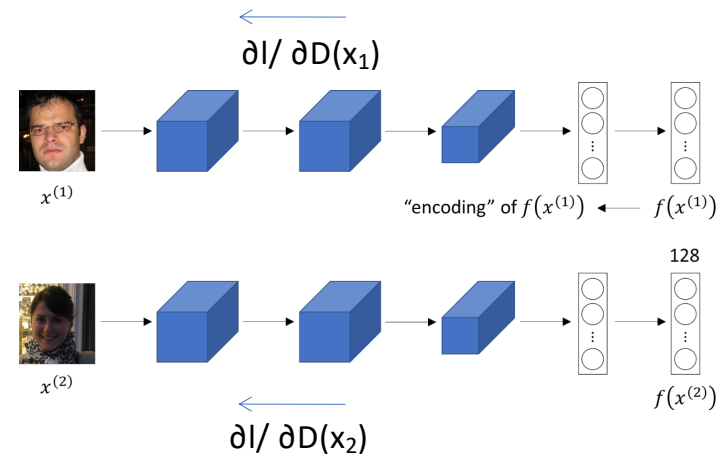 ∂l/ ∂D(x₁)
x⁽¹⁾
“encoding” of f(x⁽¹⁾)
f(x⁽¹⁾)
128
x⁽²⁾
f(x⁽²⁾)
∂l/ ∂D(x₂)